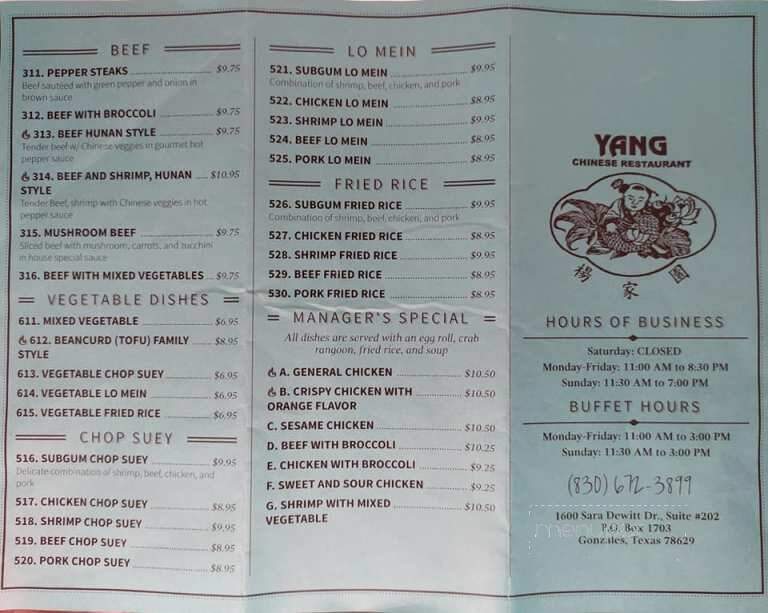 BEEF
311. PEPPER STEAKS $9.75
Beef sauteed with green pepper and onion in
brown sauce
312. BEEF WITH BROCCOLI $9.75
313. BEEF HUNAN STYLE $9.75
Tender beef w/ Chinese veggies in gourmet hot
pepper sauce
314. BEEF AND SHRIMP, HUNAN $10.95
STYLE
Tender Beef, shrimp with Chinese veggies in hot
pepper sauce
315. MUSHROOM BEEF $9.75
Sliced beef with mushroom, carrots, and zucchini
in house special sauce
316. BEEF WITH MIXED VEGETABLES $9.75
VEGETABLE DISHES
611. MIXED VEGETABLE $6.95
612. BEANCURD (TOFU) FAMILY $8.95
STYLE
613. VEGETABLE CHOP SUEY $6.95
614. VEGETABLE LO MEIN $6.95
615. VEGETABLE FRIED RICE $6.95
CHOP SUEY
516. SUBGUM CHOP SUEY $9.95
Delicate combination of shrimp, beef, chicken, and
pork
517. CHICKEN CHOP SUEY $8.95
518. SHRIMP CHOP SUEY $9.95
519. BEEF CHOP SUEY $8.95
520. PORK CHOP SUEY $8.95
LO MEIN
521. SUBGUM LO MEIN $9.95
Combination of shrimp, beef, chicken, and pork
522. CHICKEN LO MEIN $8.95
523. SHRIMP LO MEIN $9.95
524. BEEF LO MEIN $8.95
525. PORK LO MEIN $8.95
FRIED RICE
526. SUBGUM FRIED RICE $9.95
Combination of shrimp, beef, chicken, and pork
527. CHICKEN FRIED RICE $8.95
528. SHRIMP FRIED RICE $9.95
529. BEEF FRIED RICE $8.95
530. PORK FRIED RICE $8.95
MANAGER'S SPECIAL
All dishes are served with an egg roll, crab
rangoon, fried rice, and soup
A. GENERAL CHICKEN $10.50
B. CRISPY CHICKEN WITH $10.50
ORANGE FLAVOR
C. SESAME CHICKEN $10.50
D. BEEF WITH BROCCOLI $10.25
E. CHICKEN WITH BROCCOLI $9.25
F. SWEET AND SOUR CHICKEN $9.25
G. SHRIMP WITH MIXED $10.50
VEGETABLE
YANG
CHINESE RESTAURANT
楊家園
HOURS OF BUSINESS
Saturday: CLOSED
Monday-Friday: 11:00 AM to 8:30 PM
Sunday: 11:30 AM to 7:00 PM
BUFFET HOURS
Monday-Friday: 11:00 AM to 3:00 PM
Sunday: 11:30 AM to 3:00 PM
(830) 672-3899
1600 Sara Dewitt Dr., Suite #202
P.O. Box 1703
Gonzales, Texas 78629